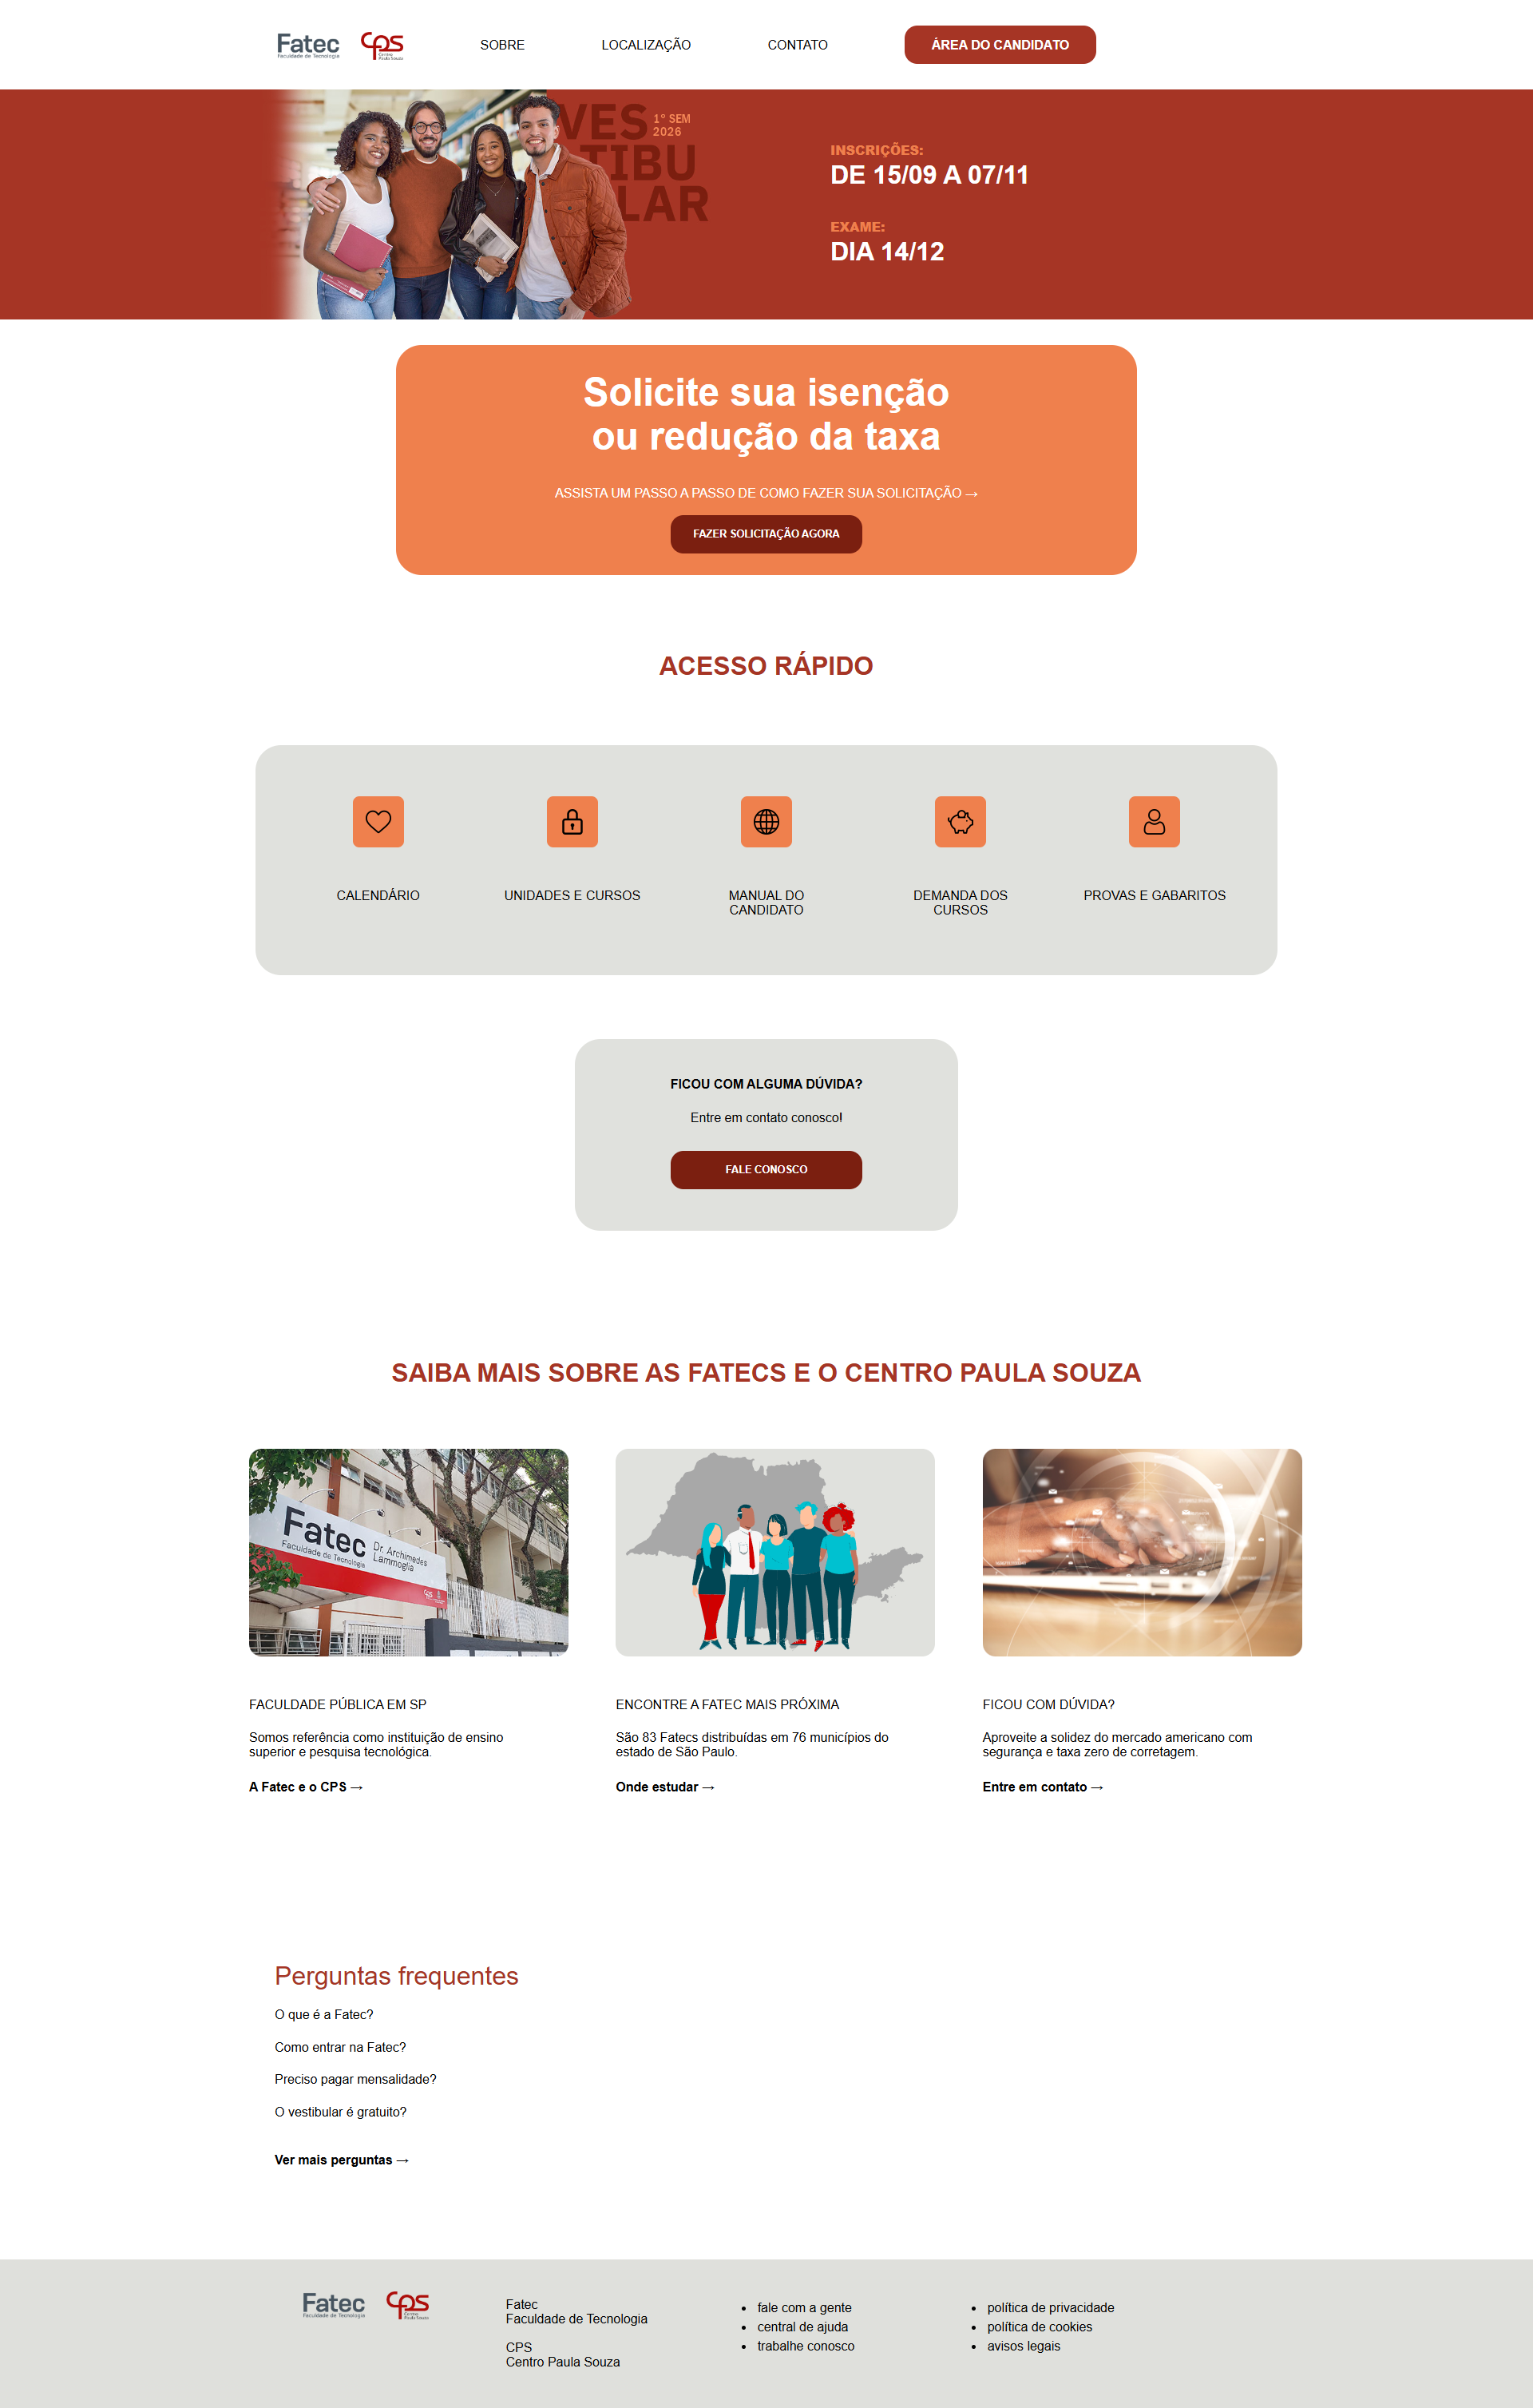 Fatec
Faculdade de Tecnologia
CPS
Centro
Paula Souza
SOBRE
LOCALIZAÇÃO
CONTATO
ÁREA DO CANDIDATO
VES
TIBU
LAR
1º SEM
2026
INSCRIÇÕES:
DE 15/09 A 07/11
EXAME:
DIA 14/12
Solicite sua isenção
ou redução da taxa
ASSISTA UM PASSO A PASSO DE COMO FAZER SUA SOLICITAÇÃO →
FAZER SOLICITAÇÃO AGORA
ACESSO RÁPIDO
CALENDÁRIO
UNIDADES E CURSOS
MANUAL DO
CANDIDATO
DEMANDA DOS
CURSOS
PROVAS E GABARITOS
FICOU COM ALGUMA DÚVIDA?
Entre em contato conosco!
FALE CONOSCO
SAIBA MAIS SOBRE AS FATECS E O CENTRO PAULA SOUZA
Fatec
Faculdade de Tecnologia
Dr. Archimedes
Lammoglia
cps
FACULDADE PÚBLICA EM SP
Somos referência como instituição de ensino
superior e pesquisa tecnológica.
A Fatec e o CPS →
ENCONTRE A FATEC MAIS PRÓXIMA
São 83 Fatecs distribuídas em 76 municípios do
estado de São Paulo.
Onde estudar →
FICOU COM DÚVIDA?
Aproveite a solidez do mercado americano com
segurança e taxa zero de corretagem.
Entre em contato →
Perguntas frequentes
O que é a Fatec?
Como entrar na Fatec?
Preciso pagar mensalidade?
O vestibular é gratuito?
Ver mais perguntas →
Fatec
Faculdade de Tecnologia
CPS
Centro
Paula Souza
Fatec
Faculdade de Tecnologia
CPS
Centro Paula Souza
• fale com a gente
• central de ajuda
• trabalhe conosco
• política de privacidade
• política de cookies
• avisos legais